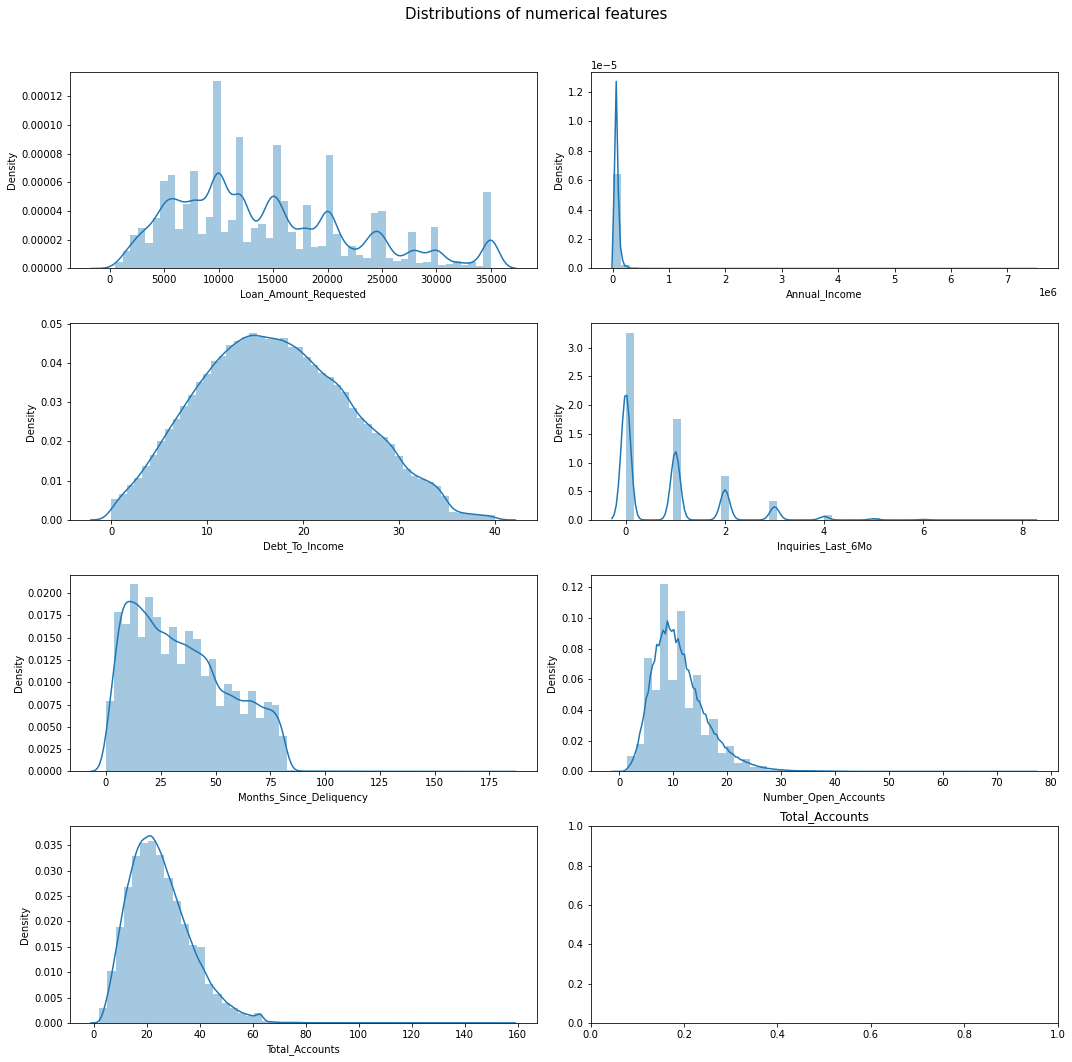 Distributions of numerical features
Density
0.00012
0.00010
0.00008
0.00006
0.00004
0.00002
0.00000
0 5000 10000 15000 20000 25000 30000 35000
Loan_Amount_Requested
1e−5
Density
1.2
1.0
0.8
0.6
0.4
0.2
0.0
0 1 2 3 4 5 6 7
1e6
Annual_Income
Density
0.05
0.04
0.03
0.02
0.01
0.00
0 10 20 30 40
Debt_To_Income
Density
3.0
2.5
2.0
1.5
1.0
0.5
0.0
0 2 4 6 8
Inquiries_Last_6Mo
Density
0.0200
0.0175
0.0150
0.0125
0.0100
0.0075
0.0050
0.0025
0.0000
0 25 50 75 100 125 150 175
Months_Since_Deliquency
Density
0.12
0.10
0.08
0.06
0.04
0.02
0.00
0 10 20 30 40 50 60 70 80
Number_Open_Accounts
Density
0.035
0.030
0.025
0.020
0.015
0.010
0.005
0.000
0 20 40 60 80 100 120 140 160
Total_Accounts
Total_Accounts
1.0
0.8
0.6
0.4
0.2
0.0
0.0 0.2 0.4 0.6 0.8 1.0